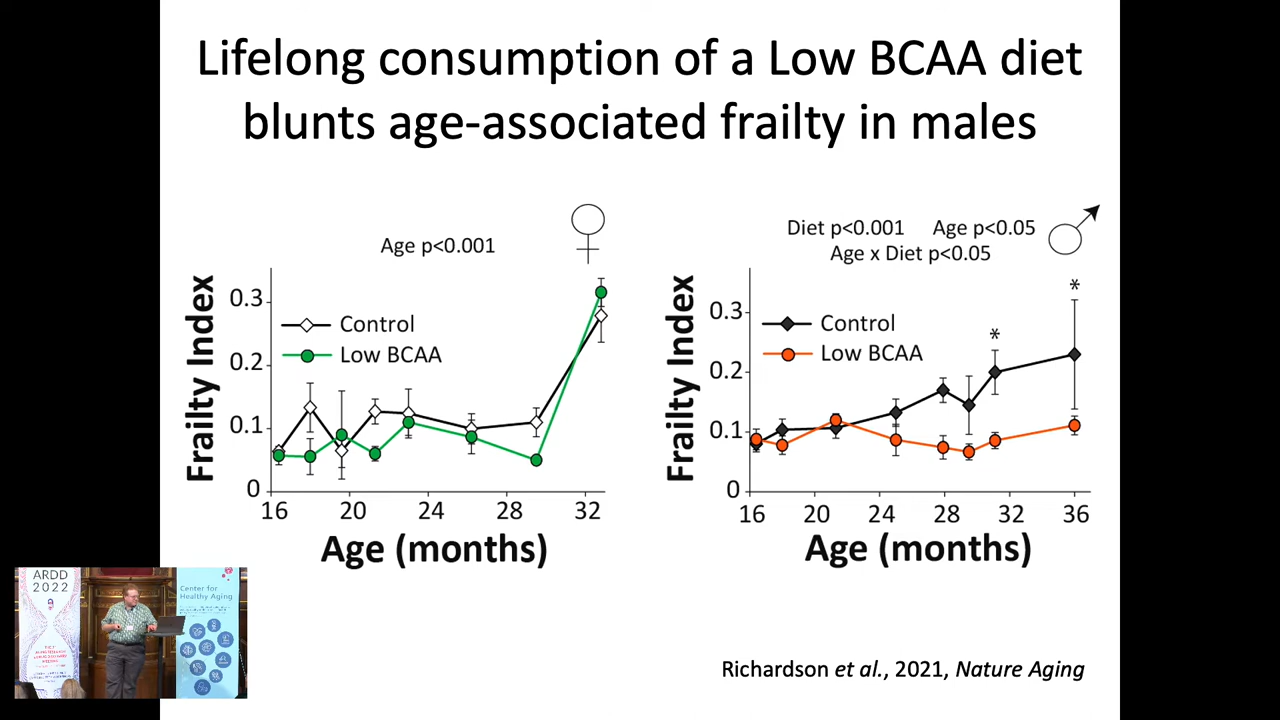 Lifelong consumption of a Low BCAA diet
blunts age-associated frailty in males
Age p<0.001
Frailty Index
0.3
0.2
0.1
0
Control
Low BCAA
16 20 24 28 32
Age (months)
Diet p<0.001 Age p<0.05
Age x Diet p<0.05
Frailty Index
0.3
0.2
0.1
0
Control
Low BCAA
*
*
16 20 24 28 32 36
Age (months)
ARDD
2022
Center for
Healthy Aging
Richardson et al., 2021, Nature Aging